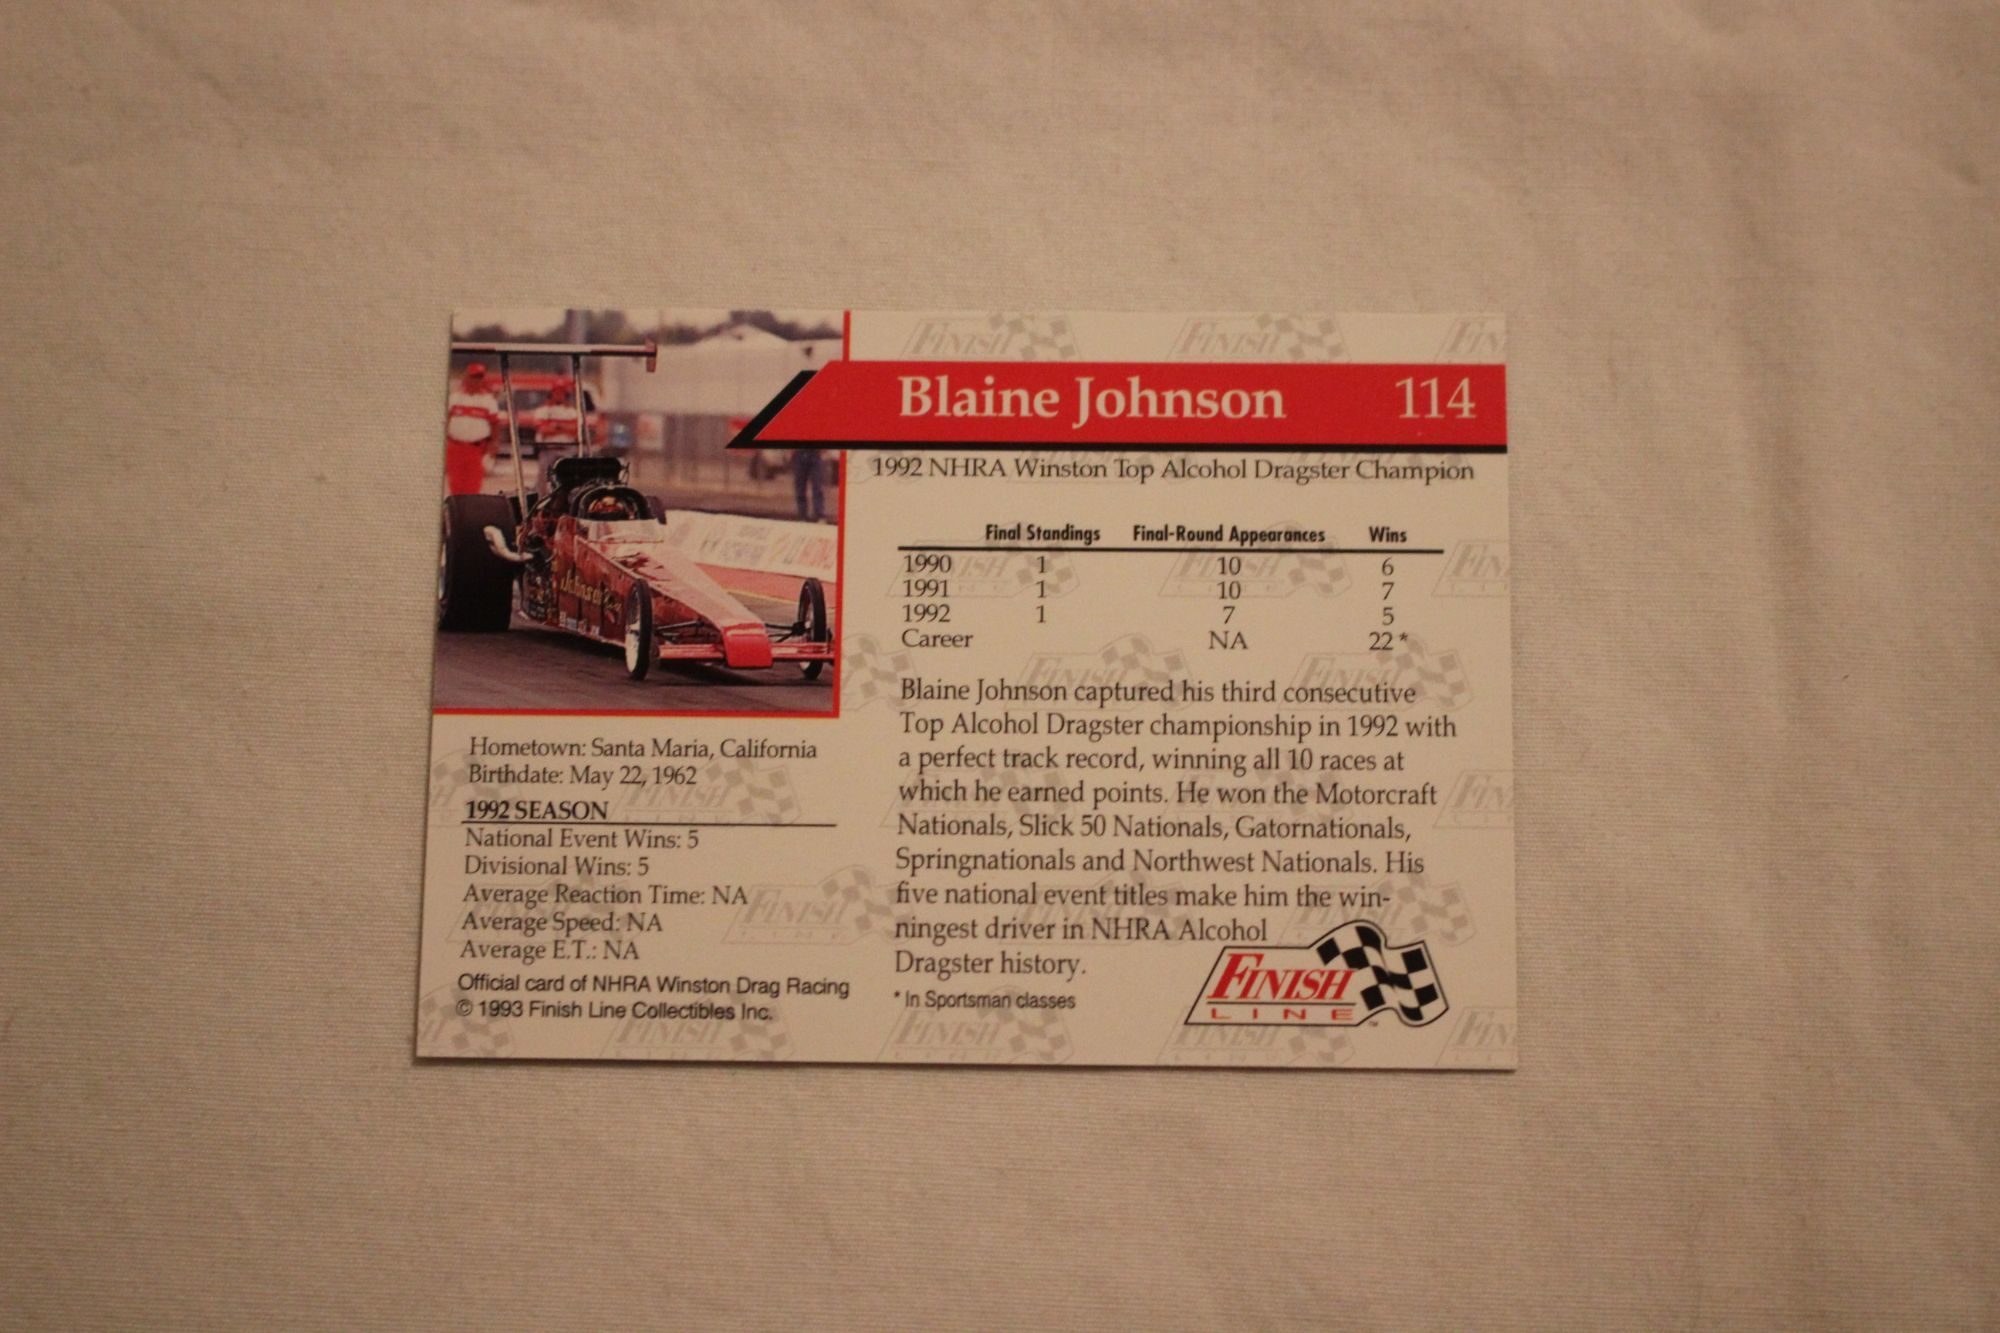 Blaine Johnson 114
1992 NHRA Winston Top Alcohol Dragster Champion
Final Standings Final-Round Appearances Wins
1990 1 10 6
1991 1 10 7
1992 1 7 5
Career NA 22 *
Blaine Johnson captured his third consecutive
Top Alcohol Dragster championship in 1992 with
a perfect track record, winning all 10 races at
which he earned points. He won the Motorcraft
Nationals, Slick 50 Nationals, Gatornationals,
Springnationals and Northwest Nationals. His
five national event titles make him the win-
ningest driver in NHRA Alcohol
Dragster history.
* In Sportsman classes
FINISH
LINE ™
Hometown: Santa Maria, California
Birthdate: May 22, 1962
1992 SEASON
National Event Wins: 5
Divisional Wins: 5
Average Reaction Time: NA
Average Speed: NA
Average E.T.: NA
Official card of NHRA Winston Drag Racing
© 1993 Finish Line Collectibles Inc.